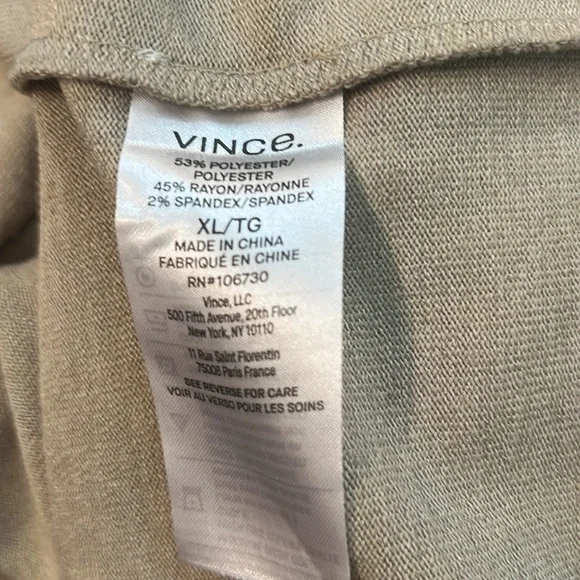 VINCe.
53% POLYESTER/
POLYESTER
45% RAYON/RAYONNE
2% SPANDEX/SPANDEX
XL/TG
MADE IN CHINA
FABRIQUÉ EN CHINE
RN#106730
Vince, LLC
500 Fifth Avenue, 20th Floor
New York, NY 10110
11 Rue Saint Florentin
75008 Paris France
SEE REVERSE FOR CARE
VOIR AU VERSO POUR LES SOINS